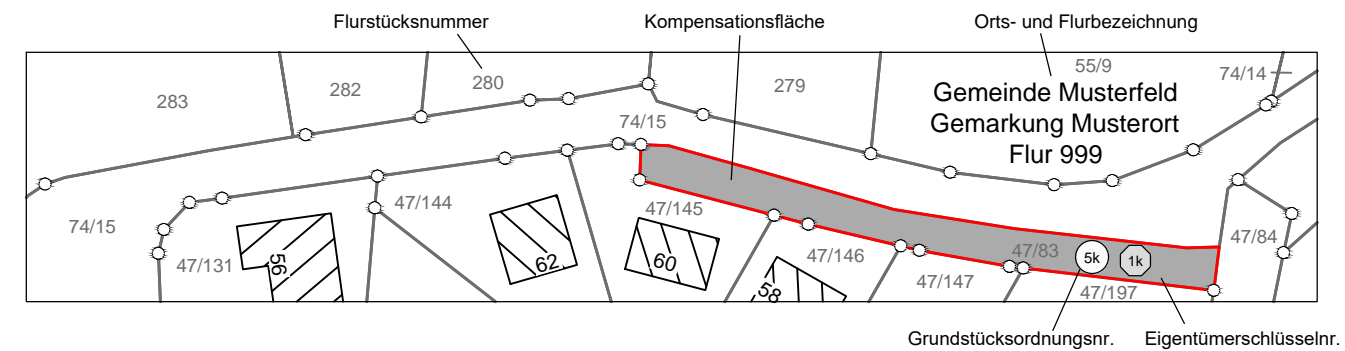 Flurstücksnummer
Kompensationsfläche
Orts- und Flurbezeichnung
283
282
280
279
55/9
74/14
Gemeinde Musterfeld
Gemarkung Musterort
Flur 999
74/15
74/15
47/131
47/144
47/145
47/146
47/147
47/83
47/197
47/84
56
62
60
58
5k
1k
Grundstücksordnungsnr.
Eigentümerschlüsselnr.